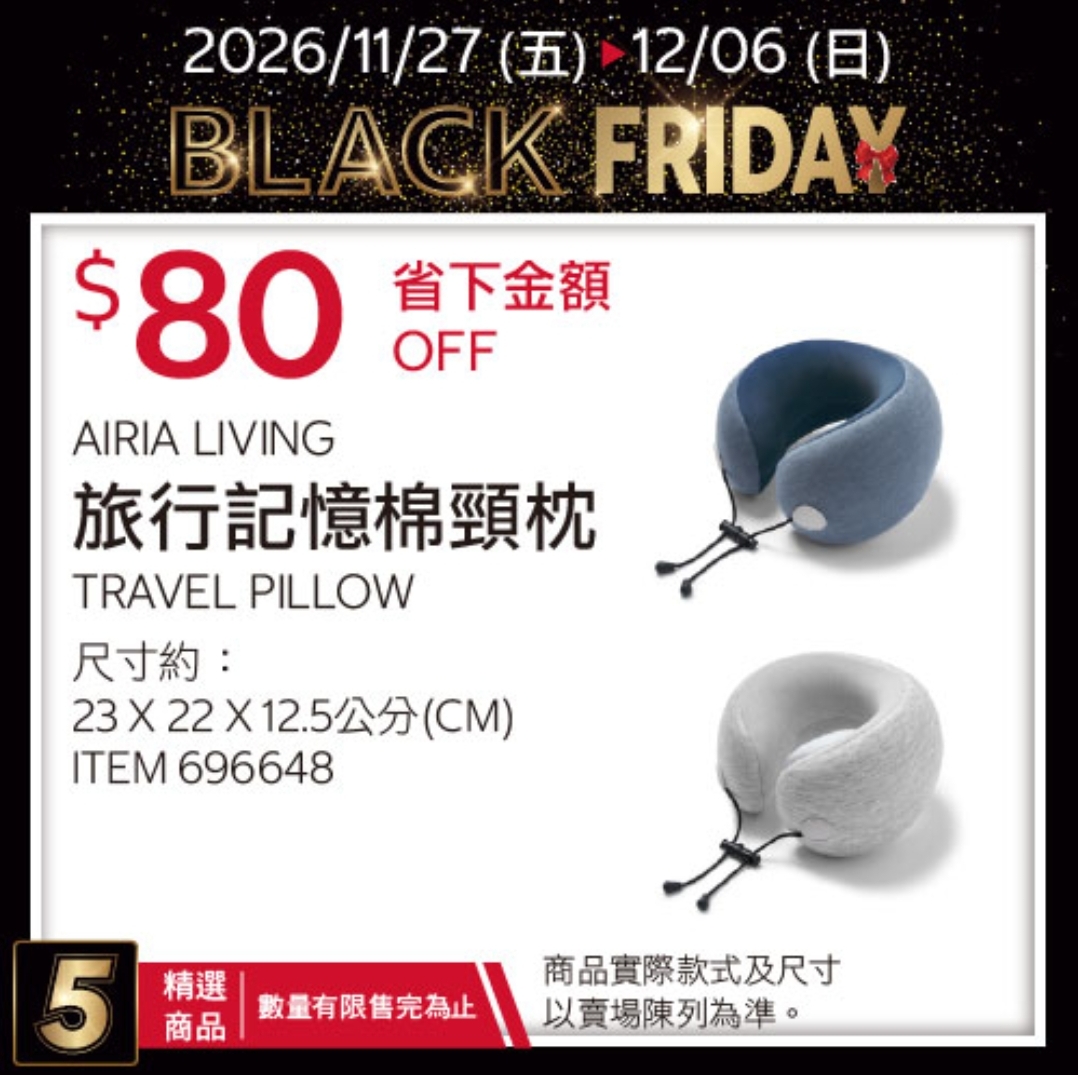 2026/11/27 (五) ▶ 12/06 (日)
BLACK FRIDAY
$80 省下金額
OFF
AIRIA LIVING
旅行記憶棉頸枕
TRAVEL PILLOW
尺寸約：
23 X 22 X 12.5公分(CM)
ITEM 696648
5
精選
商品
數量有限售完為止
商品實際款式及尺寸
以賣場陳列為準。